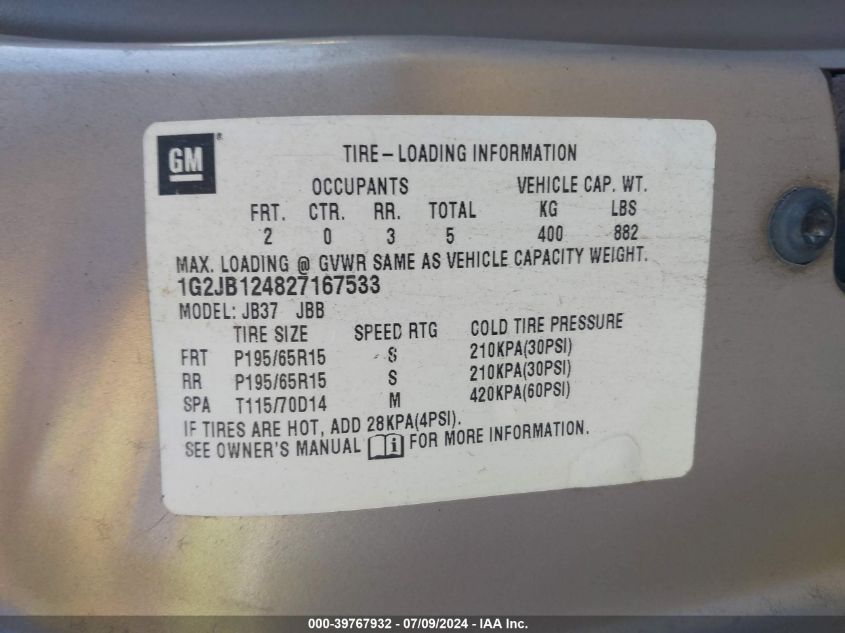 GM ® TIRE–LOADING INFORMATION
OCCUPANTS VEHICLE CAP. WT.
FRT. CTR. RR. TOTAL KG LBS
2 0 3 5 400 882
MAX. LOADING @ GVWR SAME AS VEHICLE CAPACITY WEIGHT.
1G2JB124827167533
MODEL: JB37 JBB
TIRE SIZE SPEED RTG COLD TIRE PRESSURE
FRT P195/65R15 S 210KPA(30PSI)
RR P195/65R15 S 210KPA(30PSI)
SPA T115/70D14 M 420KPA(60PSI)
IF TIRES ARE HOT, ADD 28KPA(4PSI).
SEE OWNER'S MANUAL i FOR MORE INFORMATION.
000-39767932 - 07/09/2024 - IAA Inc.